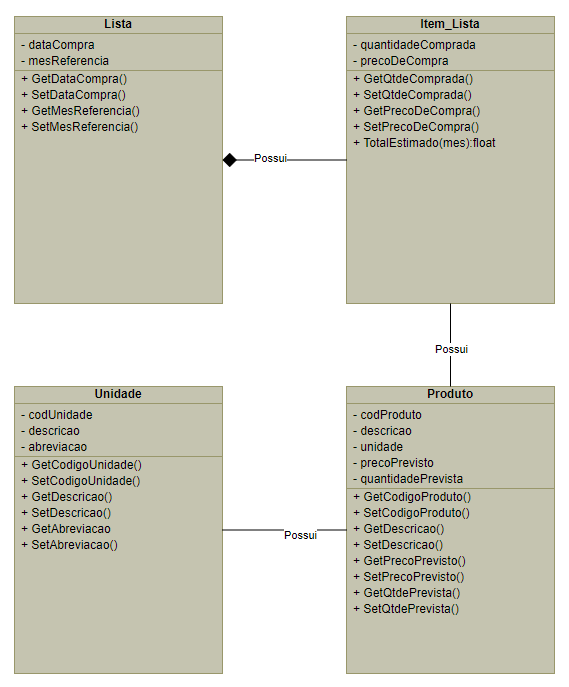 Lista
- dataCompra
- mesReferencia
+ GetDataCompra()
+ SetDataCompra()
+ GetMesReferencia()
+ SetMesReferencia()
Possui
Item_Lista
- quantidadeComprada
- precoDeCompra
+ GetQtdeComprada()
+ SetQtdeComprada()
+ GetPrecoDeCompra()
+ SetPrecoDeCompra()
+ TotalEstimado(mes):float
Possui
Unidade
- codUnidade
- descricao
- abreviacao
+ GetCodigoUnidade()
+ SetCodigoUnidade()
+ GetDescricao()
+ SetDescricao()
+ GetAbreviacao
+ SetAbreviacao()
Possui
Produto
- codProduto
- descricao
- unidade
- precoPrevisto
- quantidadePrevista
+ GetCodigoProduto()
+ SetCodigoProduto()
+ GetDescricao()
+ SetDescricao()
+ GetPrecoPrevisto()
+ SetPrecoPrevisto()
+ GetQtdePrevista()
+ SetQtdePrevista()